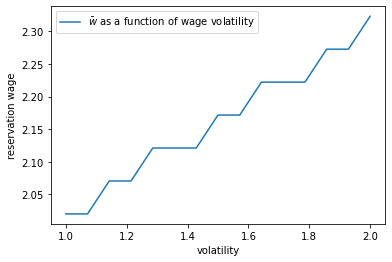 w̄ as a function of wage volatility
reservation wage
2.30
2.25
2.20
2.15
2.10
2.05
1.0 1.2 1.4 1.6 1.8 2.0
volatility